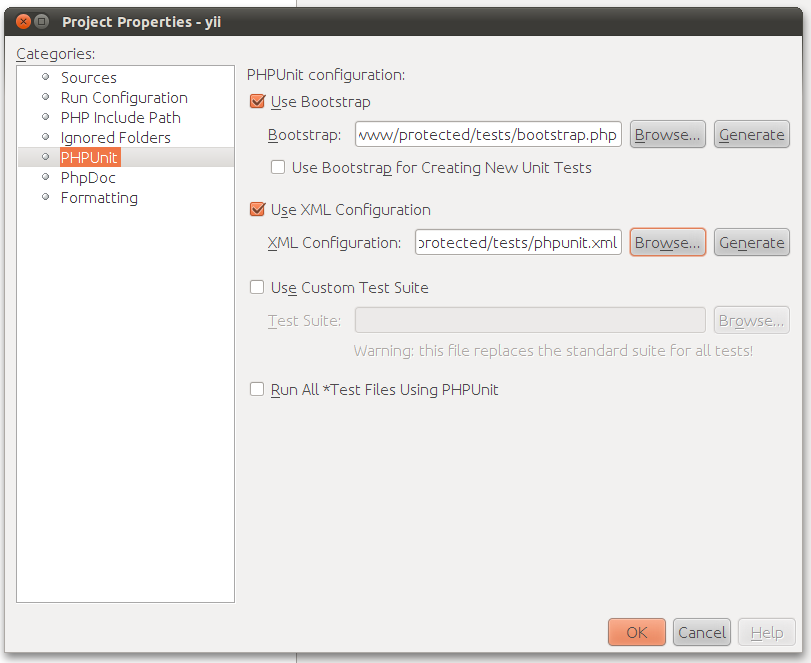 Project Properties - yii
Categories:
Sources
Run Configuration
PHP Include Path
Ignored Folders
PHPUnit
PhpDoc
Formatting
PHPUnit configuration:
Use Bootstrap
Bootstrap: www/protected/tests/bootstrap.php Browse... Generate
Use Bootstrap for Creating New Unit Tests
Use XML Configuration
XML Configuration: protected/tests/phpunit.xml Browse... Generate
Use Custom Test Suite
Test Suite: Browse...
Warning: this file replaces the standard suite for all tests!
Run All *Test Files Using PHPUnit
OK Cancel Help